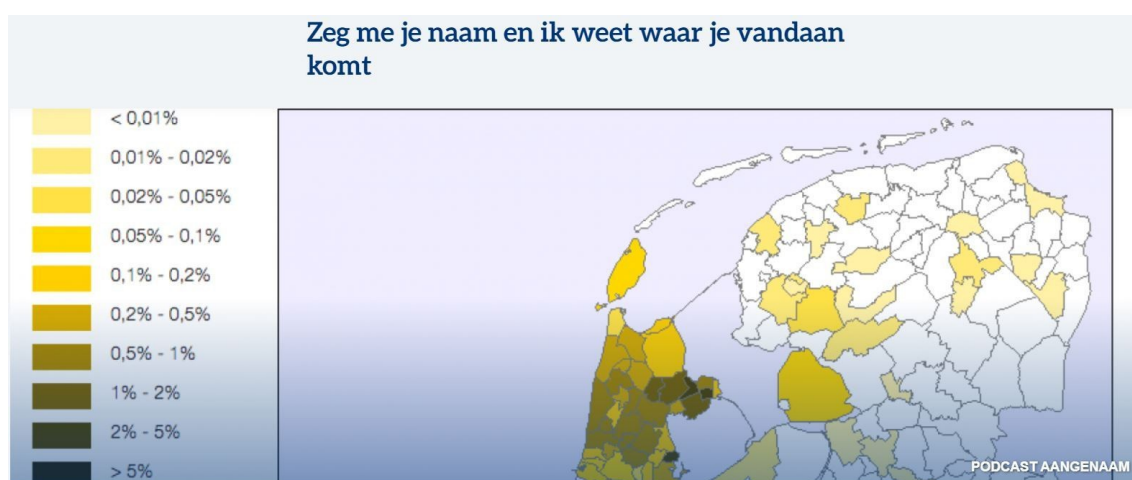 Zeg me je naam en ik weet waar je vandaan
komt
< 0,01%
0,01% - 0,02%
0,02% - 0,05%
0,05% - 0,1%
0,1% - 0,2%
0,2% - 0,5%
0,5% - 1%
1% - 2%
2% - 5%
> 5%
PODCAST AANGENAAM